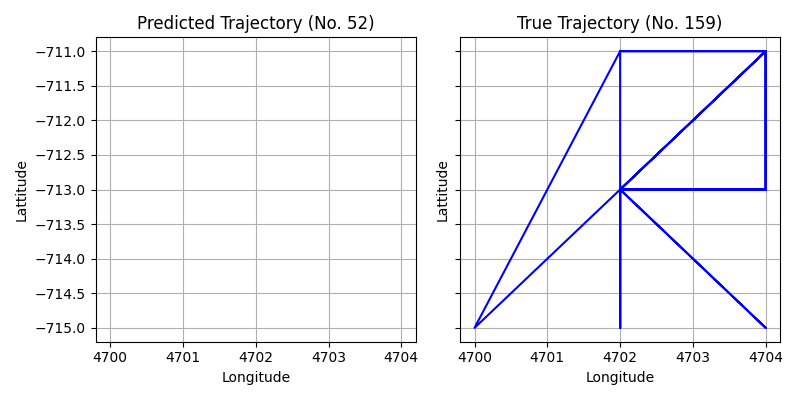 Predicted Trajectory (No. 52)
True Trajectory (No. 159)
−711.0
−711.5
−712.0
−712.5
−713.0
−713.5
−714.0
−714.5
−715.0
Lattitude
Lattitude
4700 4701 4702 4703 4704
4700 4701 4702 4703 4704
Longitude
Longitude